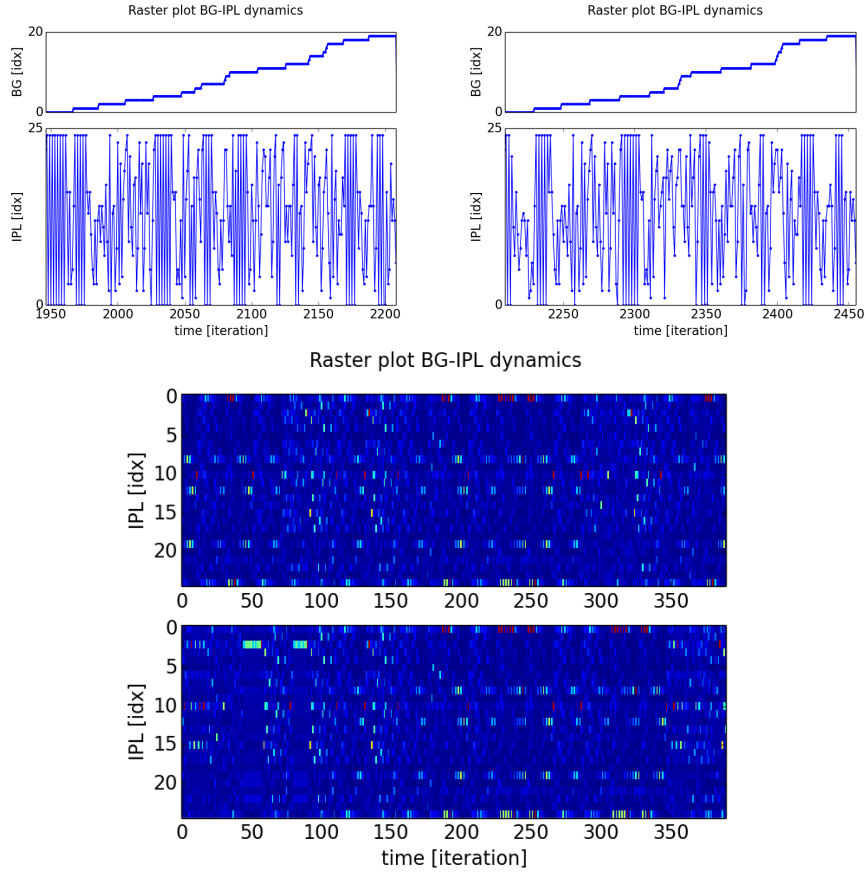 Raster plot BG-IPL dynamics
20
BG [idx]
0
25
IPL [idx]
0
1950 2000 2050 2100 2150 2200
time [iteration]
Raster plot BG-IPL dynamics
20
BG [idx]
0
25
IPL [idx]
0
2250 2300 2350 2400 2450
time [iteration]
Raster plot BG-IPL dynamics
0
5
10
15
20
IPL [idx]
0 50 100 150 200 250 300 350
0
5
10
15
20
IPL [idx]
0 50 100 150 200 250 300 350
time [iteration]